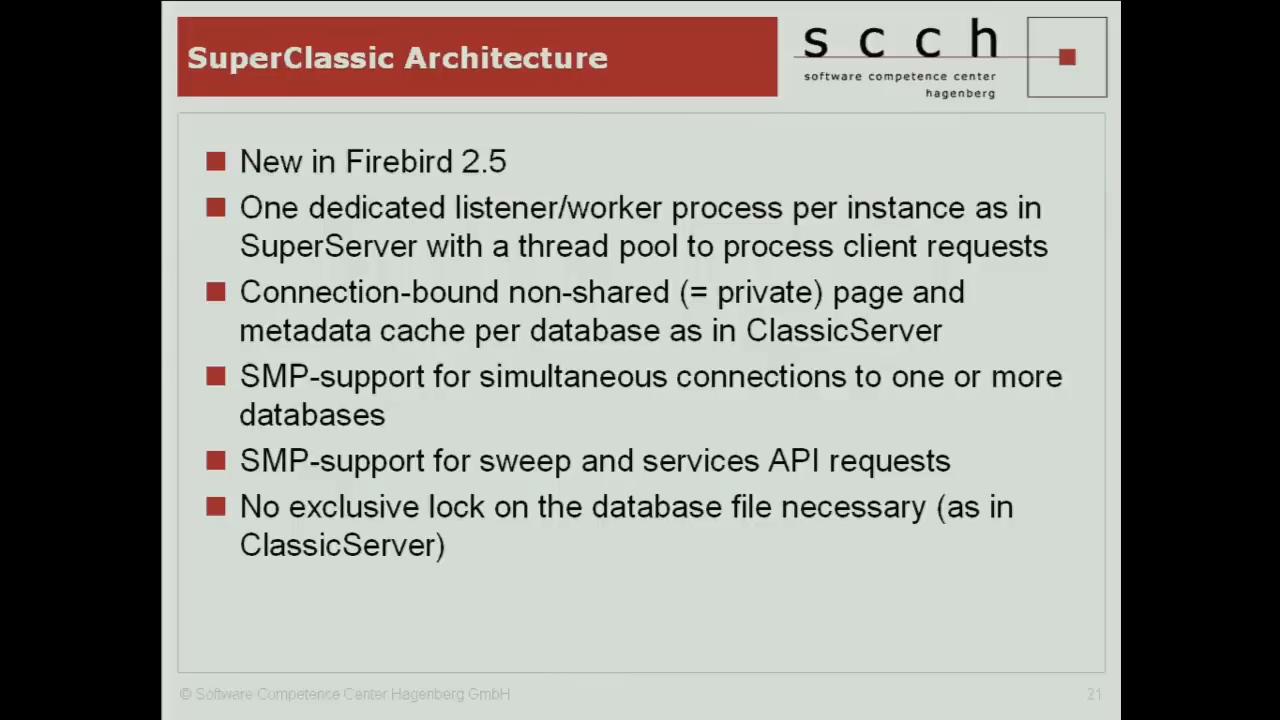 SuperClassic Architecture
scch
software competence center
hagenberg
New in Firebird 2.5
One dedicated listener/worker process per instance as in
SuperServer with a thread pool to process client requests
Connection-bound non-shared (= private) page and
metadata cache per database as in ClassicServer
SMP-support for simultaneous connections to one or more
databases
SMP-support for sweep and services API requests
No exclusive lock on the database file necessary (as in
ClassicServer)
© Software Competence Center Hagenberg GmbH
21